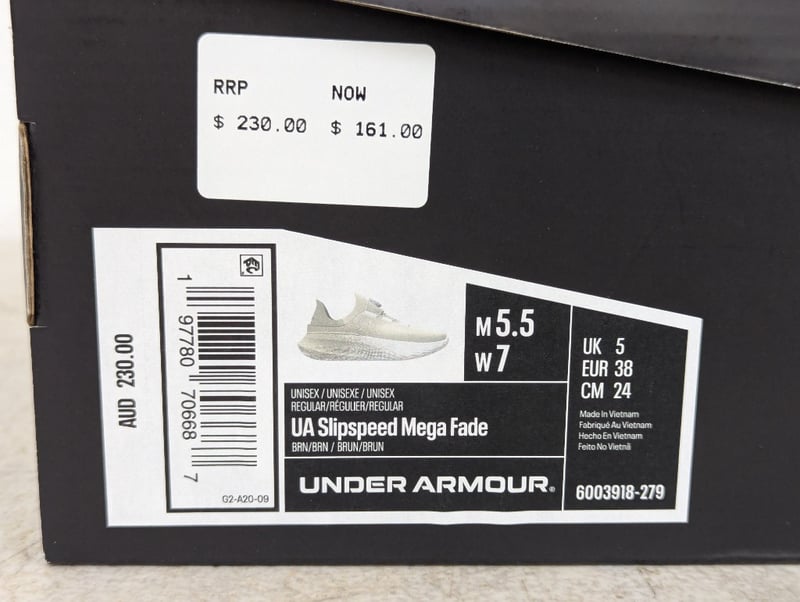 RRP NOW
$ 230.00 $ 161.00
AUD 230.00
1 97780 70668 7
G2-A20-09
M 5.5
W 7
UK 5
EUR 38
CM 24
UNISEX / UNISEXE / UNISEX
REGULAR/RÉGULIER/REGULAR
UA Slipspeed Mega Fade
BRN/BRN / BRUN/BRUN
Made In Vietnam
Fabriqué Au Vietnam
Hecho En Vietnam
Feito No Vietnã
UNDER ARMOUR®
6003918-279